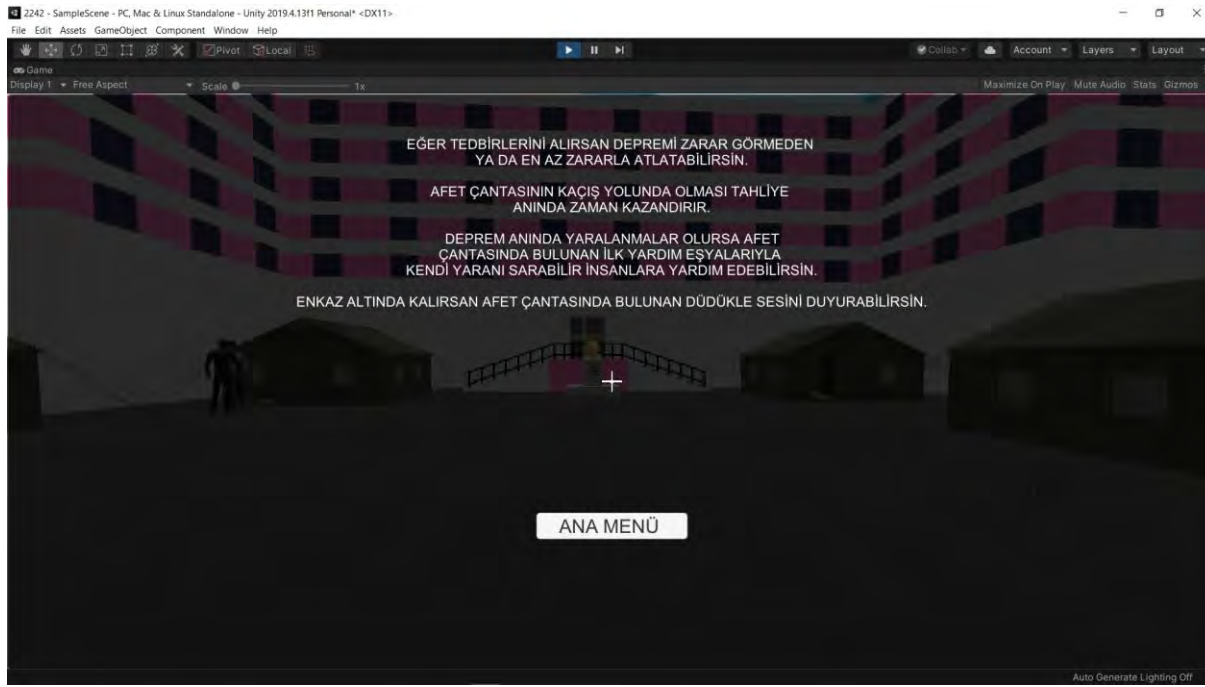 2242 - SampleScene - PC, Mac & Linux Standalone - Unity 2019.4.13f1 Personal* <DX11>
File Edit Assets GameObject Component Window Help
Pivot Local Collab Account Layers Layout
Game
Display 1 Free Aspect Scale 1x Maximize On Play Mute Audio Stats Gizmos
EĞER TEDBİRLERİNİ ALIRSAN DEPREMİ ZARAR GÖRMEDEN
YA DA EN AZ ZARARLA ATLATABİLİRSİN.
AFET ÇANTASININ KAÇIŞ YOLUNDA OLMASI TAHLİYE
ANINDA ZAMAN KAZANDIRIR.
DEPREM ANINDA YARALANMALAR OLURSA AFET
ÇANTASINDA BULUNAN İLK YARDIM EŞYALARIYLA
KENDİ YARANI SARABİLİR İNSANLARA YARDIM EDEBİLİRSİN.
ENKAZ ALTINDA KALIRSAN AFET ÇANTASINDA BULUNAN DÜDÜKLE SESİNİ DUYURABİLİRSİN.
ANA MENÜ
Auto Generate Lighting Off